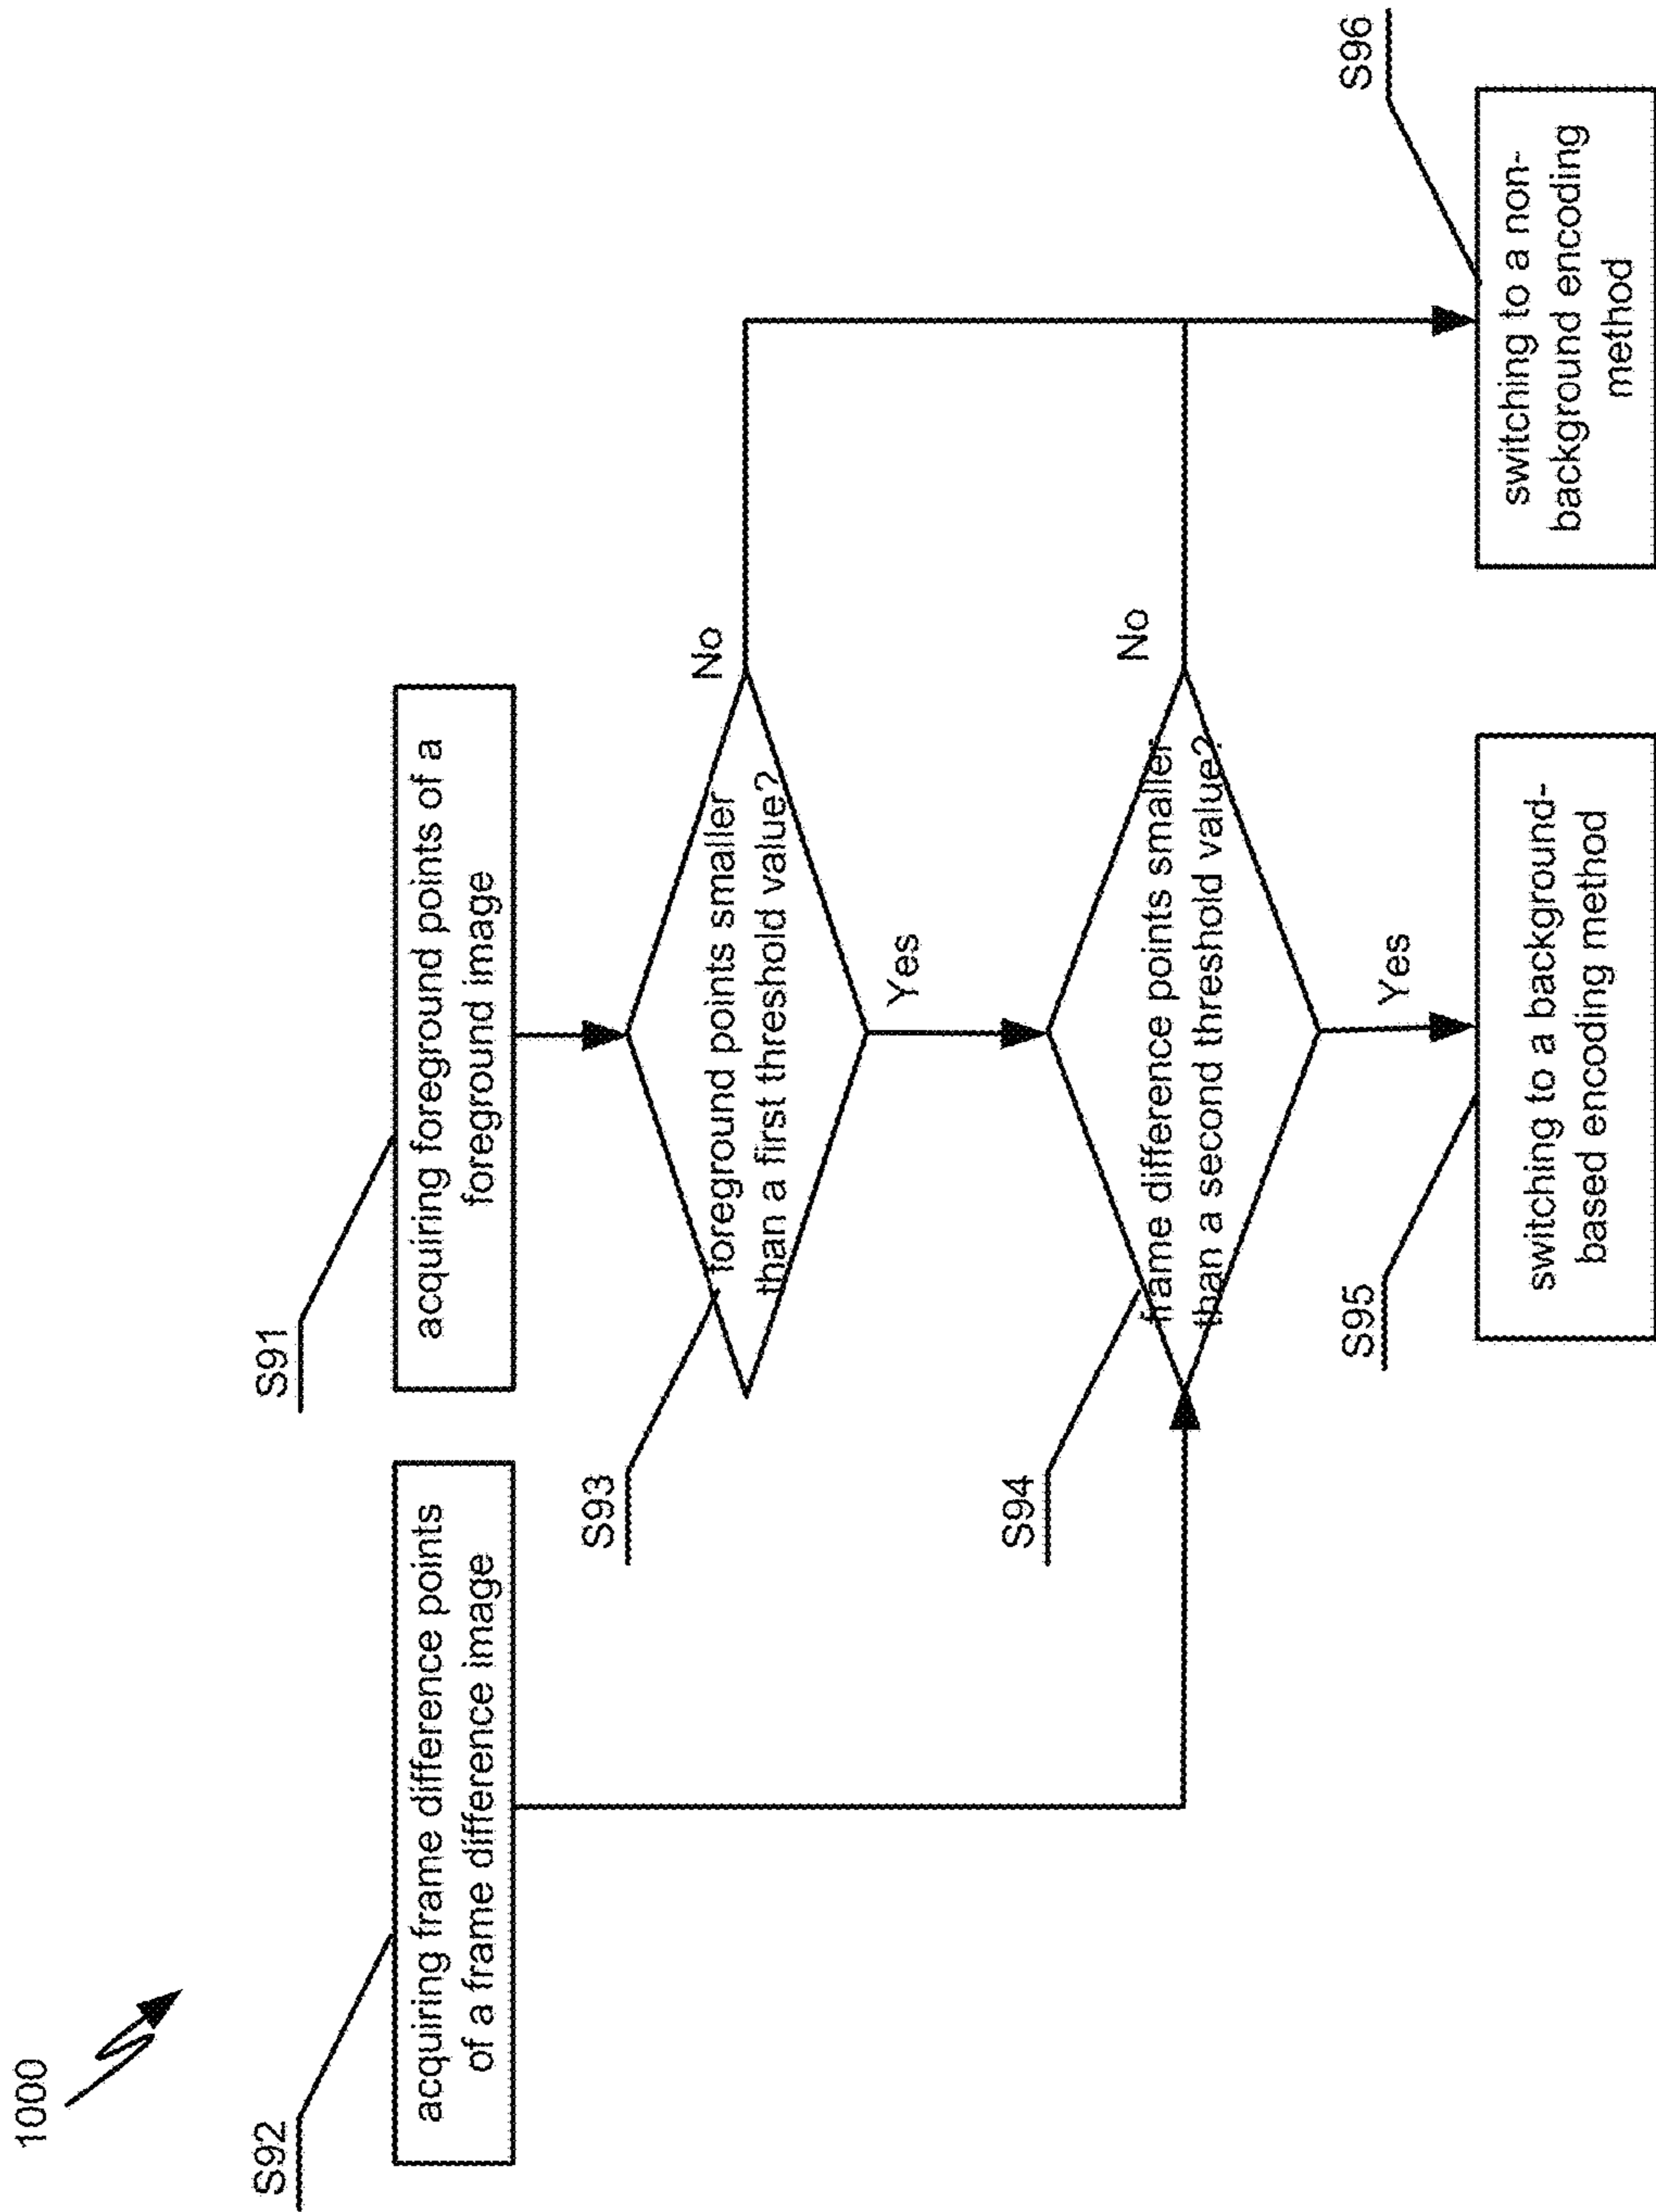 1000
S92
acquiring frame difference points
of a frame difference image
S91
acquiring foreground points of a
foreground image
S93
foreground points smaller
than a first threshold value?
No
Yes
S94
frame difference points smaller
than a second threshold value?
No
Yes
S95
switching to a background-
based encoding method
S96
switching to a non-
background encoding
method